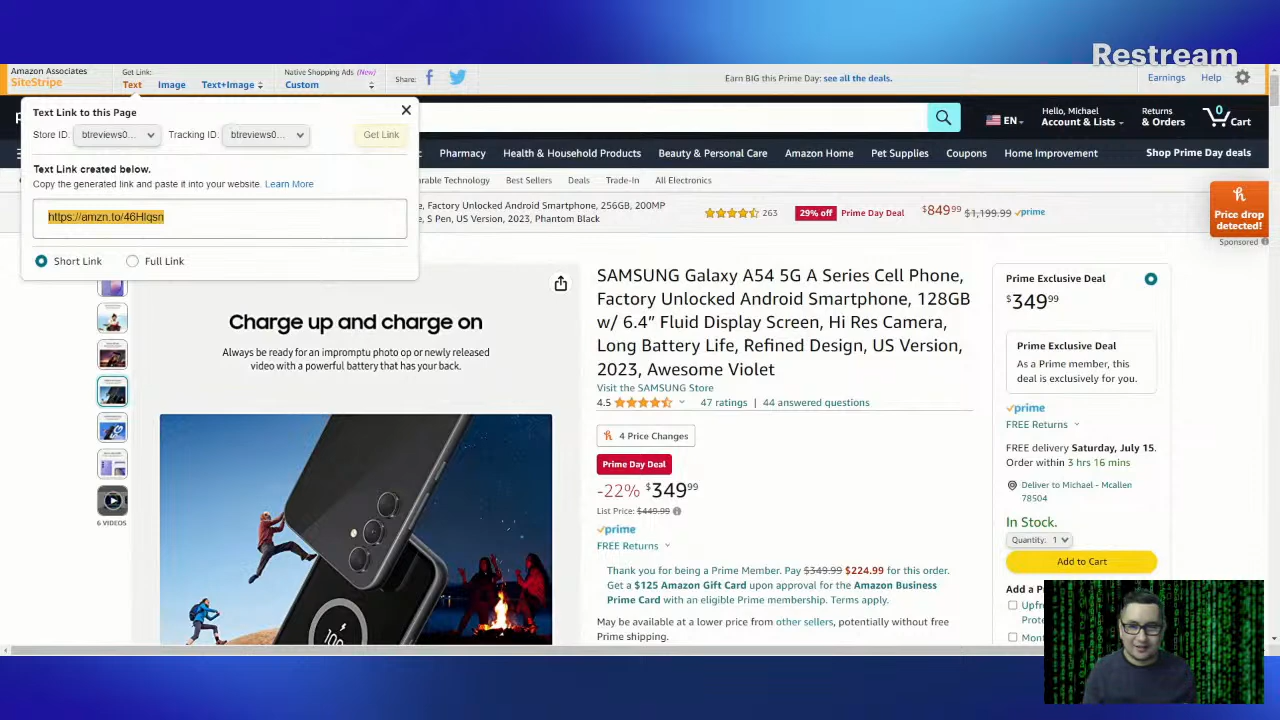 Restream
Amazon Associates
SiteStripe
Get Link:
Text
Image
Text+Image
Native Shopping Ads (New)
Custom
Share:
Earn BIG this Prime Day: see all the deals.
Earnings
Help
Text Link to this Page
Store ID:
btreviews0...
Tracking ID:
btreviews0...
Get Link
Text Link created below.
Copy the generated link and paste it into your website. Learn More
Short Link
Full Link
EN
Hello, Michael
Account & Lists
Returns
& Orders
0
Cart
Pharmacy
Health & Household Products
Beauty & Personal Care
Amazon Home
Pet Supplies
Coupons
Home Improvement
Shop Prime Day deals
Best Sellers
Deals
Trade-In
All Electronics
, Factory Unlocked Android Smartphone, 256GB, 200MP
, S Pen, US Version, 2023, Phantom Black
263
29% off
Prime Day Deal
$849.99
$1,199.99
prime
Price drop
detected!
Sponsored
Charge up and charge on
Always be ready for an impromptu photo op or newly released
video with a powerful battery that has your back.
100
6 VIDEOS
SAMSUNG Galaxy A54 5G A Series Cell Phone,
Factory Unlocked Android Smartphone, 128GB
w/ 6.4” Fluid Display Screen, Hi Res Camera,
Long Battery Life, Refined Design, US Version,
2023, Awesome Violet
Visit the SAMSUNG Store
4.5
47 ratings | 44 answered questions
4 Price Changes
Prime Day Deal
-22% $349.99
List Price: $449.99
prime
FREE Returns
Thank you for being a Prime Member. Pay $349.99 $224.99 for this order.
Get a $125 Amazon Gift Card upon approval for the Amazon Business
Prime Card with an eligible Prime membership. Terms apply.
May be available at a lower price from other sellers, potentially without free
Prime shipping.
Prime Exclusive Deal
$349.99
Prime Exclusive Deal
As a Prime member, this
deal is exclusively for you.
prime
FREE Returns
FREE delivery Saturday, July 15.
Order within 3 hrs 16 mins
Deliver to Michael - Mcallen
78504
In Stock.
Quantity: 1
Add to Cart